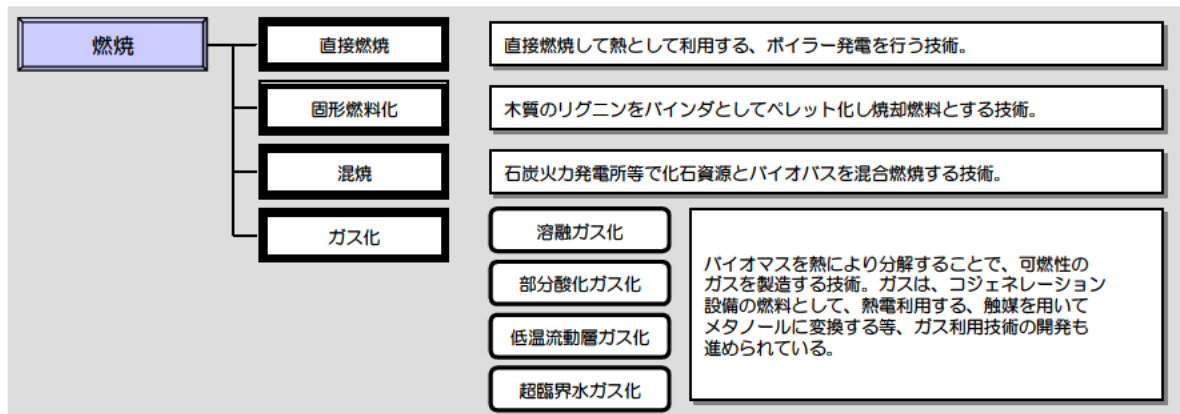 燃焼
直接燃焼
直接燃焼して熱として利用する、ボイラー発電を行う技術。
固形燃料化
木質のリグニンをバインダとしてペレット化し焼却燃料とする技術。
混焼
石炭火力発電所等で化石資源とバイオバスを混合燃焼する技術。
ガス化
溶融ガス化
部分酸化ガス化
低温流動層ガス化
超臨界水ガス化
バイオマスを熱により分解することで、可燃性の
ガスを製造する技術。ガスは、コジェネレーション
設備の燃料として、熱電利用する、触媒を用いて
メタノールに変換する等、ガス利用技術の開発も
進められている。